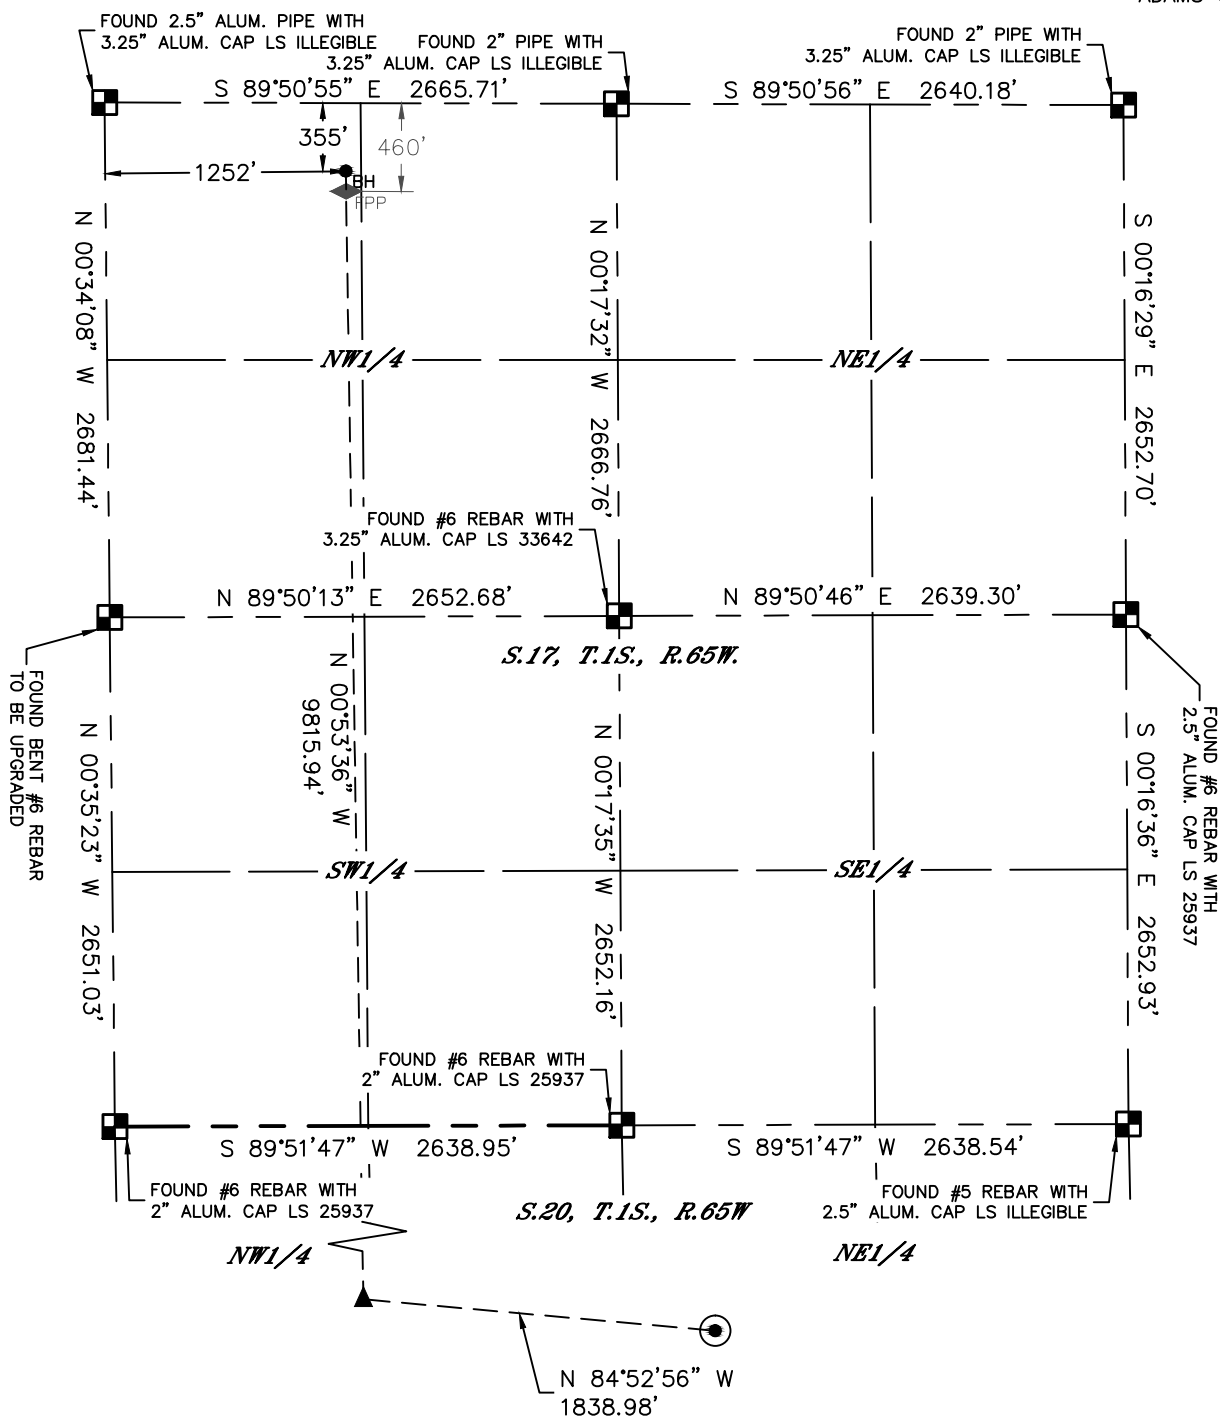 FOUND 2.5" ALUM. PIPE WITH
3.25" ALUM. CAP LS ILLEGIBLE
FOUND 2" PIPE WITH
3.25" ALUM. CAP LS ILLEGIBLE
FOUND 2" PIPE WITH
3.25" ALUM. CAP LS ILLEGIBLE
S 89°50'55" E 2665.71'
S 89°50'56" E 2640.18'
355'
460'
1252'
BH
FPP
N 00°34'08" W 2681.44'
N 00°17'32" W 2666.76'
S 00°16'29" E 2652.70'
NW1/4
NE1/4
FOUND #6 REBAR WITH
3.25" ALUM. CAP LS 33642
N 89°50'13" E 2652.68'
N 89°50'46" E 2639.30'
S.17, T.1S., R.65W.
FOUND BENT #6 REBAR
TO BE UPGRADED
N 00°53'36" W
9815.94'
FOUND #6 REBAR WITH
2.5" ALUM. CAP LS 25937
N 00°35'23" W 2651.03'
N 00°17'35" W 2652.16'
S 00°16'36" E 2652.93'
SW1/4
SE1/4
FOUND #6 REBAR WITH
2" ALUM. CAP LS 25937
S 89°51'47" W 2638.95'
S 89°51'47" W 2638.54'
FOUND #6 REBAR WITH
2" ALUM. CAP LS 25937
FOUND #5 REBAR WITH
2.5" ALUM. CAP LS ILLEGIBLE
S.20, T.1S., R.65W
NW1/4
NE1/4
N 84°52'56" W
1838.98'